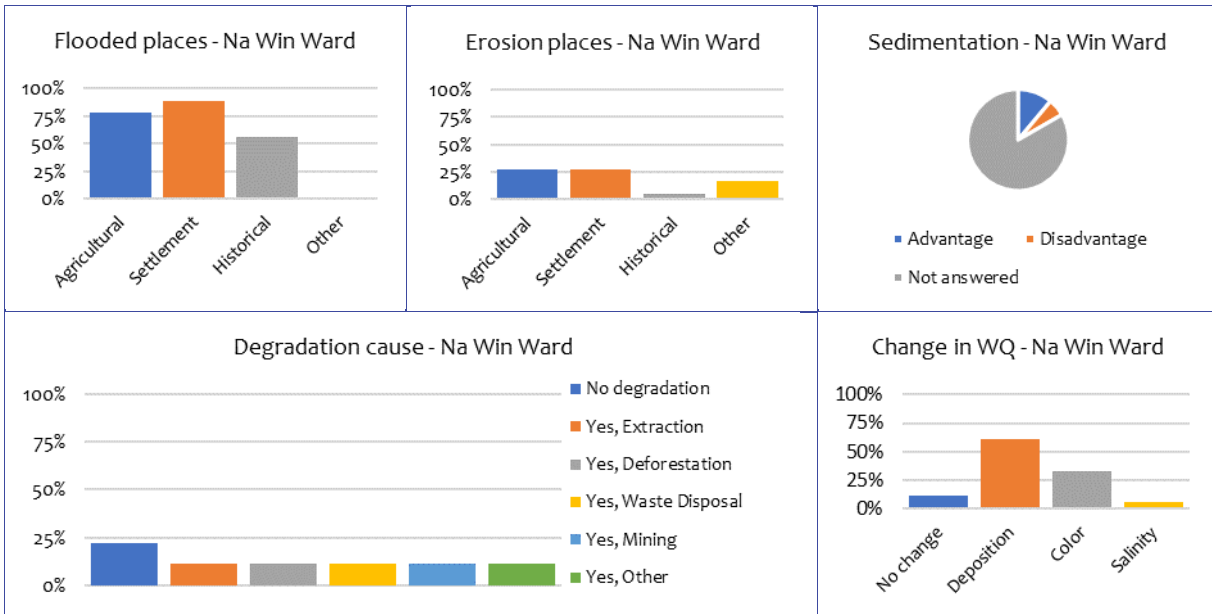 Flooded places - Na Win Ward
100%
75%
50%
25%
0%
Agricultural
Settlement
Historical
Other
Erosion places - Na Win Ward
100%
75%
50%
25%
0%
Agricultural
Settlement
Historical
Other
Sedimentation - Na Win Ward
Advantage
Disadvantage
Not answered
Degradation cause - Na Win Ward
100%
75%
50%
25%
0%
No degradation
Yes, Extraction
Yes, Deforestation
Yes, Waste Disposal
Yes, Mining
Yes, Other
Change in WQ - Na Win Ward
100%
75%
50%
25%
0%
No change
Deposition
Color
Salinity